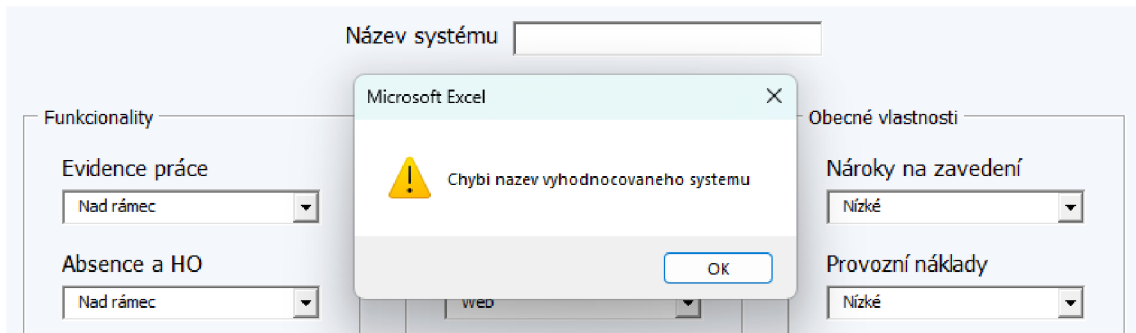 Název systému
Microsoft Excel
Funkcionality
Obecné vlastnosti
Evidence práce
Chybi nazev vyhodnocovaneho systemu
Nároky na zavedení
Nad rámec
Nízké
Absence a HO
OK
Provozní náklady
Nad rámec
Web
Nízké